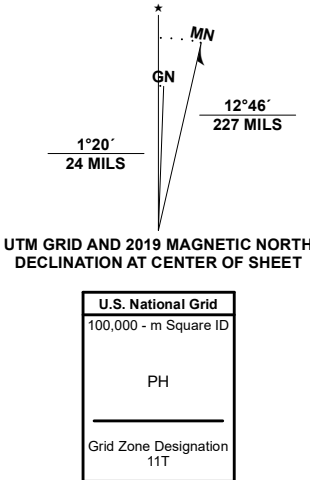 ★
MN
GN
12°46´
227 MILS
1°20´
24 MILS
UTM GRID AND 2019 MAGNETIC NORTH
DECLINATION AT CENTER OF SHEET
U.S. National Grid
100,000 - m Square ID
PH
Grid Zone Designation
11T